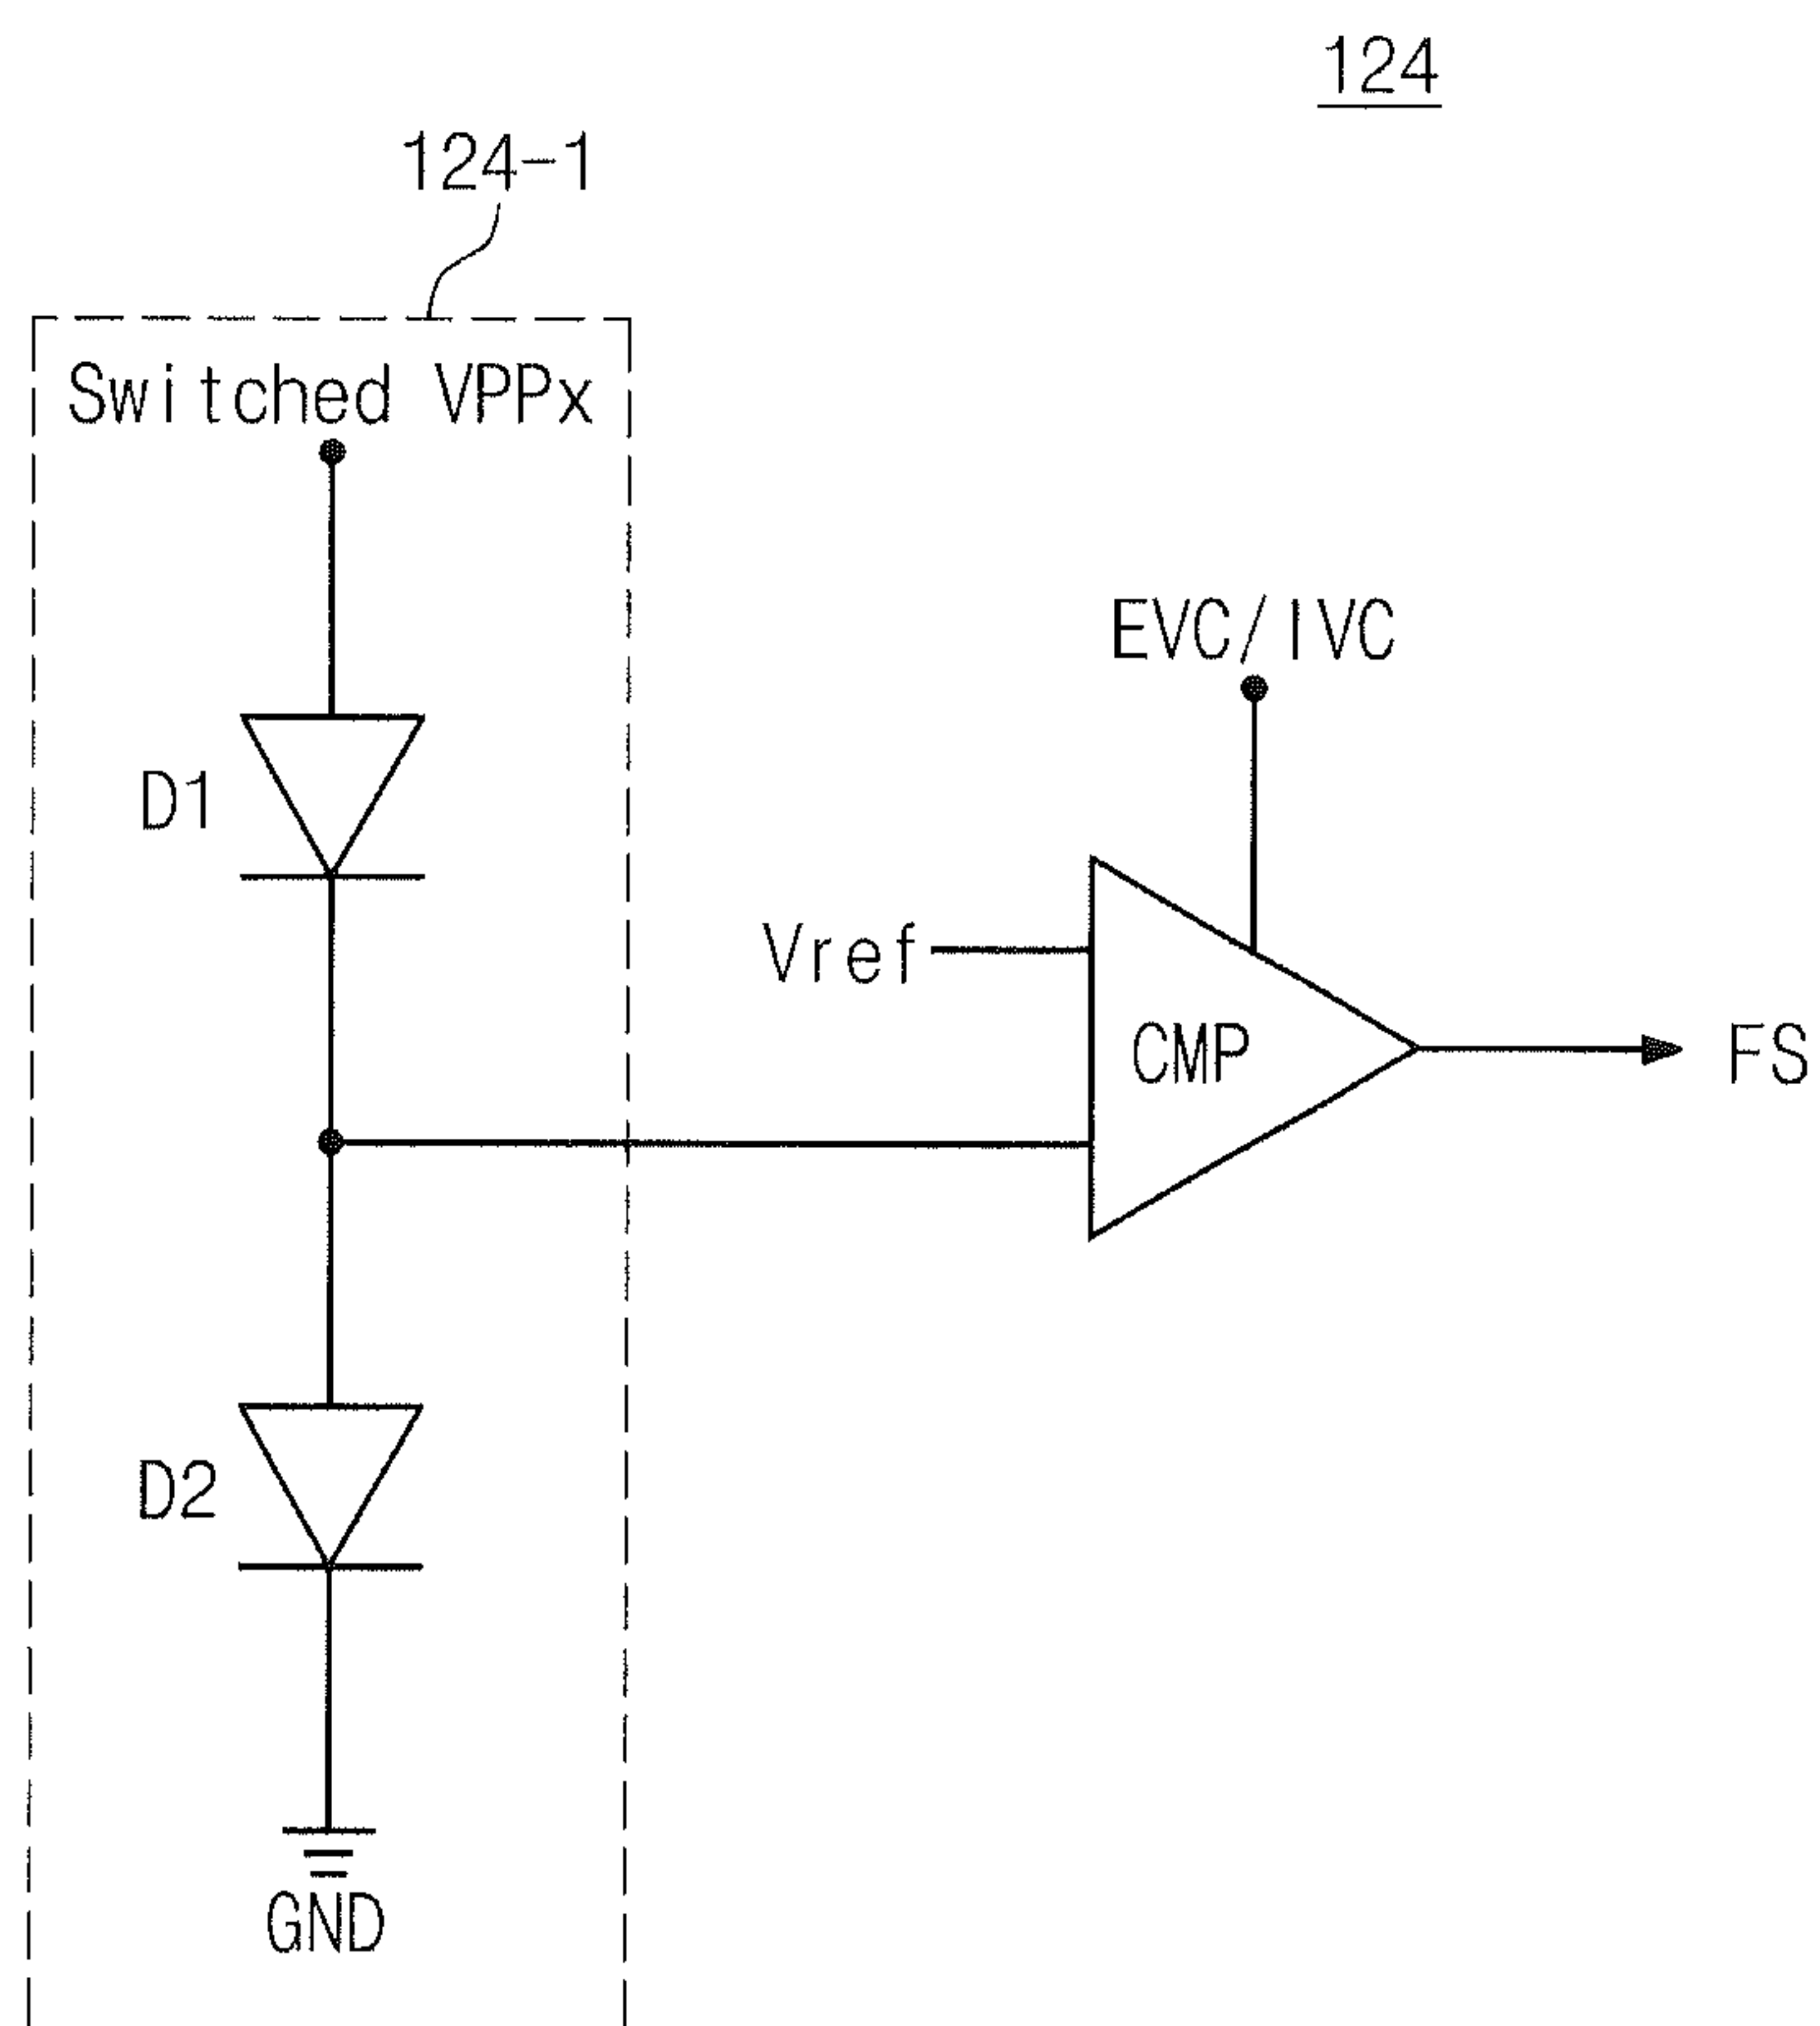 124
124-1
Switched VPPx
EVC/IVC
D1
Vref
CMP
FS
D2
GND